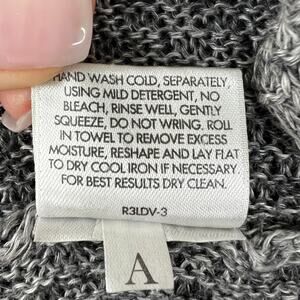 HAND WASH COLD, SEPARATELY,
USING MILD DETERGENT, NO
BLEACH, RINSE WELL, GENTLY
SQUEEZE, DO NOT WRING. ROLL
IN TOWEL TO REMOVE EXCESS
MOISTURE, RESHAPE AND LAY FLAT
TO DRY COOL IRON IF NECESSARY.
FOR BEST RESULTS DRY CLEAN.
R3LDV-3
A